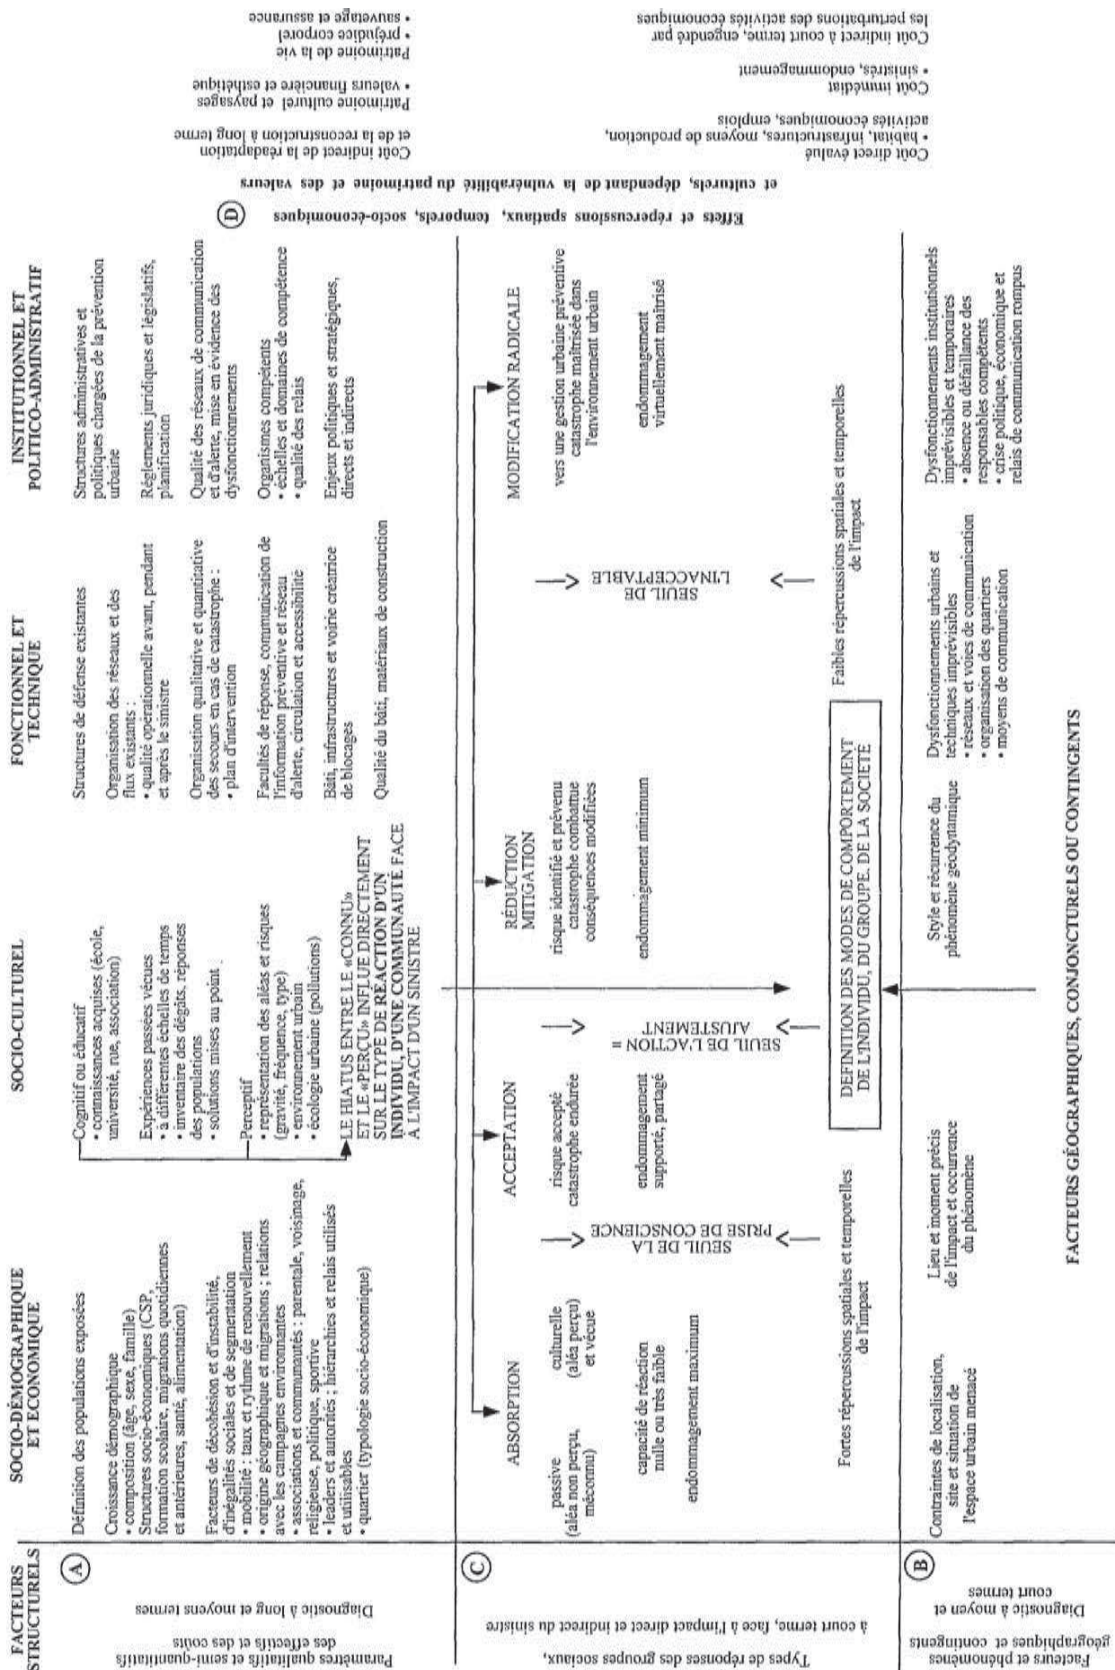 FACTEURS
STRUCTURELS
SOCIO-DÉMOGRAPHIQUE
ET ECONOMIQUE
SOCIO-CULTUREL
FONCTIONNEL ET
TECHNIQUE
INSTITUTIONNEL ET
POLITICO-ADMINISTRATIF
A
Paramètres qualitatifs et semi-quantitatifs
des effectifs et des coûts
Diagnostic à long et moyens termes
Définition des populations exposées
Croissance démographique
• composition (âge, sexe, famille)
Structures socio-économiques (CSP,
formation scolaire, migrations quotidiennes
et antérieures, santé, alimentation)
Facteurs de décohésion et d'instabilité,
d'inégalités sociales et de segmentation
• mobilité : taux et rythme de renouvellement
• origine géographique et migrations ; relations
avec les campagnes environnantes
• associations et communautés : parentale, voisinage,
religieuse, politique, sportive
• leaders et autorités ; hiérarchies et relais utilisés
et utilisables
• quartier (typologie socio-économique)
Cognitif ou éducatif
• connaissances acquises (école,
université, rue, association)
Expériences passées vécues
• à différentes échelles de temps
• inventaire des dégâts, réponses
des populations
• solutions mises au point
Perceptif
• représentation des aléas et risques
(gravité, fréquence, type)
• environnement urbain
• écologie urbaine (pollutions)
LE HIATUS ENTRE LE «CONNU»
ET LE «PERÇU» INFLUE DIRECTEMENT
SUR LE TYPE DE REACTION D'UN
INDIVIDU, D'UNE COMMUNAUTÉ FACE
A L'IMPACT D'UN SINISTRE
Structures de défense existantes
Organisation des réseaux et des
flux existants :
• qualité opérationnelle avant, pendant
et après le sinistre
Organisation qualitative et quantitative
des secours en cas de catastrophe :
• plan d'intervention
Facultés de réponse, communication de
l'information préventive et réseau
d'alerte, circulation et accessibilité
Bâti, infrastructures et voirie créatrice
de blocages
Qualité du bâti, matériaux de construction
Structures administratives et
politiques chargées de la prévention
urbaine
Réglements juridiques et législatifs,
planification
Qualité des réseaux de communication
et d'alerte, mise en évidence des
dysfonctionnements
Organismes compétents
• échelles et domaines de compétence
• qualité des relais
Enjeux politiques et stratégiques,
directs et indirects
C
Types de réponses des groupes sociaux,
à court terme, face à l'impact direct et indirect du sinistre
ABSORPTION
passive
(aléa non perçu,
méconnu)
culturelle
(aléa perçu)
et vécue
capacité de réaction
nulle ou très faible
endommagement maximum
SEUIL DE LA
PRISE DE CONSCIENCE
ACCEPTATION
risque accepté
catastrophe endurée
endommagement
supporté, partagé
SEUIL DE L'ACTION =
AJUSTEMENT
RÉDUCTION
MITIGATION
risque identifié et prévenu
catastrophe combattue
conséquences modifiées
endommagement minimum
SEUIL DE
L'INACCEPTABLE
MODIFICATION RADICALE
vers une gestion urbaine préventive
catastrophe maîtrisée dans
l'environnement urbain
endommagement
virtuellement maîtrisé
Fortes répercussions spatiales et temporelles
de l'impact
DEFINITION DES MODES DE COMPORTEMENT
DE L'INDIVIDU, DU GROUPE, DE LA SOCIÉTÉ
Faibles répercussions spatiales et temporelles
de l'impact
B
Facteurs et phénomènes
géographiques et contingents
Diagnostic à moyen et
court termes
Contraintes de localisation,
site et situation de
l'espace urbain menacé
Lieu et moment précis
de l'impact et occurrence
du phénomène
Style et récurrence du
phénomène géodynamique
Dysfonctionnements urbains et
techniques imprévisibles
• réseaux et voies de communication
• organisation des quartiers
• moyens de communication
Dysfonctionnements institutionnels
imprévisibles et temporaires
• absence ou défaillance des
responsables compétents
• crise politique, économique et
relais de communication rompus
FACTEURS GÉOGRAPHIQUES, CONJONCTURELS OU CONTINGENTS
D
Effets et répercussions spatiaux, temporels, socio-économiques
et culturels, dépendant de la vulnérabilité du patrimoine et des valeurs
Coût direct évalué
• habitat, infrastructures, moyens de production,
activités économiques, emplois
Coût immédiat
• sinistrés, endommagement
Coût indirect à court terme, engendré par
les perturbations des activités économiques
Coût indirect de la réadaptation
et de la reconstruction à long terme
Patrimoine culturel et paysages
• valeurs financière et esthétique
Patrimoine de la vie
• préjudice corporel
• sauvetage et assurance